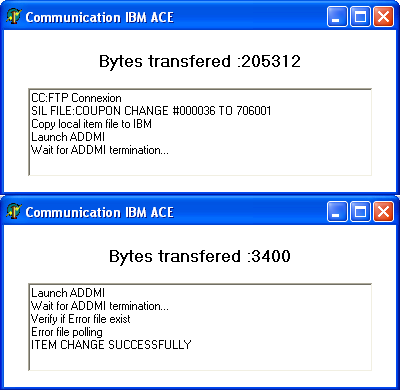 Communication IBM ACE
Bytes transfered :205312
CC:FTP Connexion
SIL FILE:COUPON CHANGE #000036 TO 706001
Copy local item file to IBM
Launch ADDMI
Wait for ADDMI termination...
Communication IBM ACE
Bytes transfered :3400
Launch ADDMI
Wait for ADDMI termination...
Verify if Error file exist
Error file polling
ITEM CHANGE SUCCESSFULLY